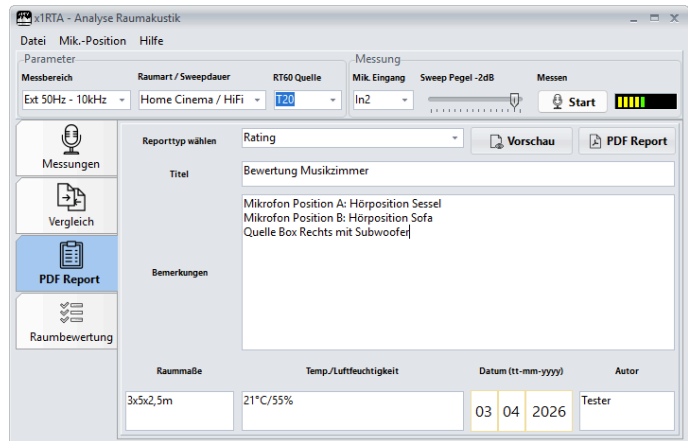 x1RTA - Analyse Raumakustik
Datei Mik.-Position Hilfe
Parameter
Messung
Messbereich Raumart / Sweepdauer RT60 Quelle Mik. Eingang Sweep Pegel -2dB Messen
Ext 50Hz - 10kHz Home Cinema / HiFi T20 In2 Start
Messungen
Vergleich
PDF Report
Raumbewertung
Reporttyp wählen Rating Vorschau PDF Report
Titel Bewertung Musikzimmer
Bemerkungen
Mikrofon Position A: Hörposition Sessel
Mikrofon Position B: Hörposition Sofa
Quelle Box Rechts mit Subwoofer
Raummaße Temp./Luftfeuchtigkeit Datum (tt-mm-yyyy) Autor
3x5x2,5m 21°C/55% 03 04 2026 Tester